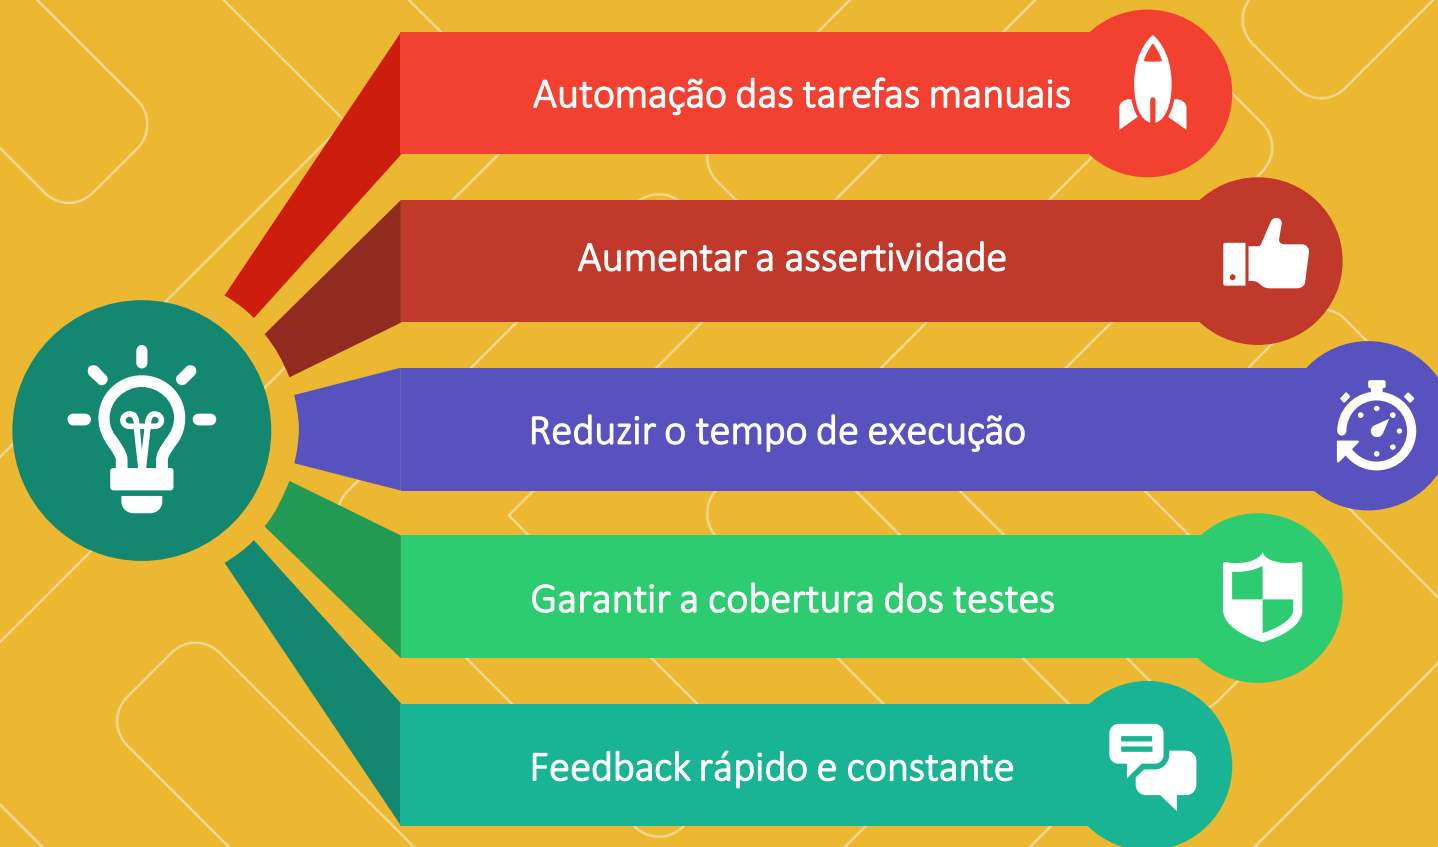 Automação das tarefas manuais
Aumentar a assertividade
Reduzir o tempo de execução
Garantir a cobertura dos testes
Feedback rápido e constante